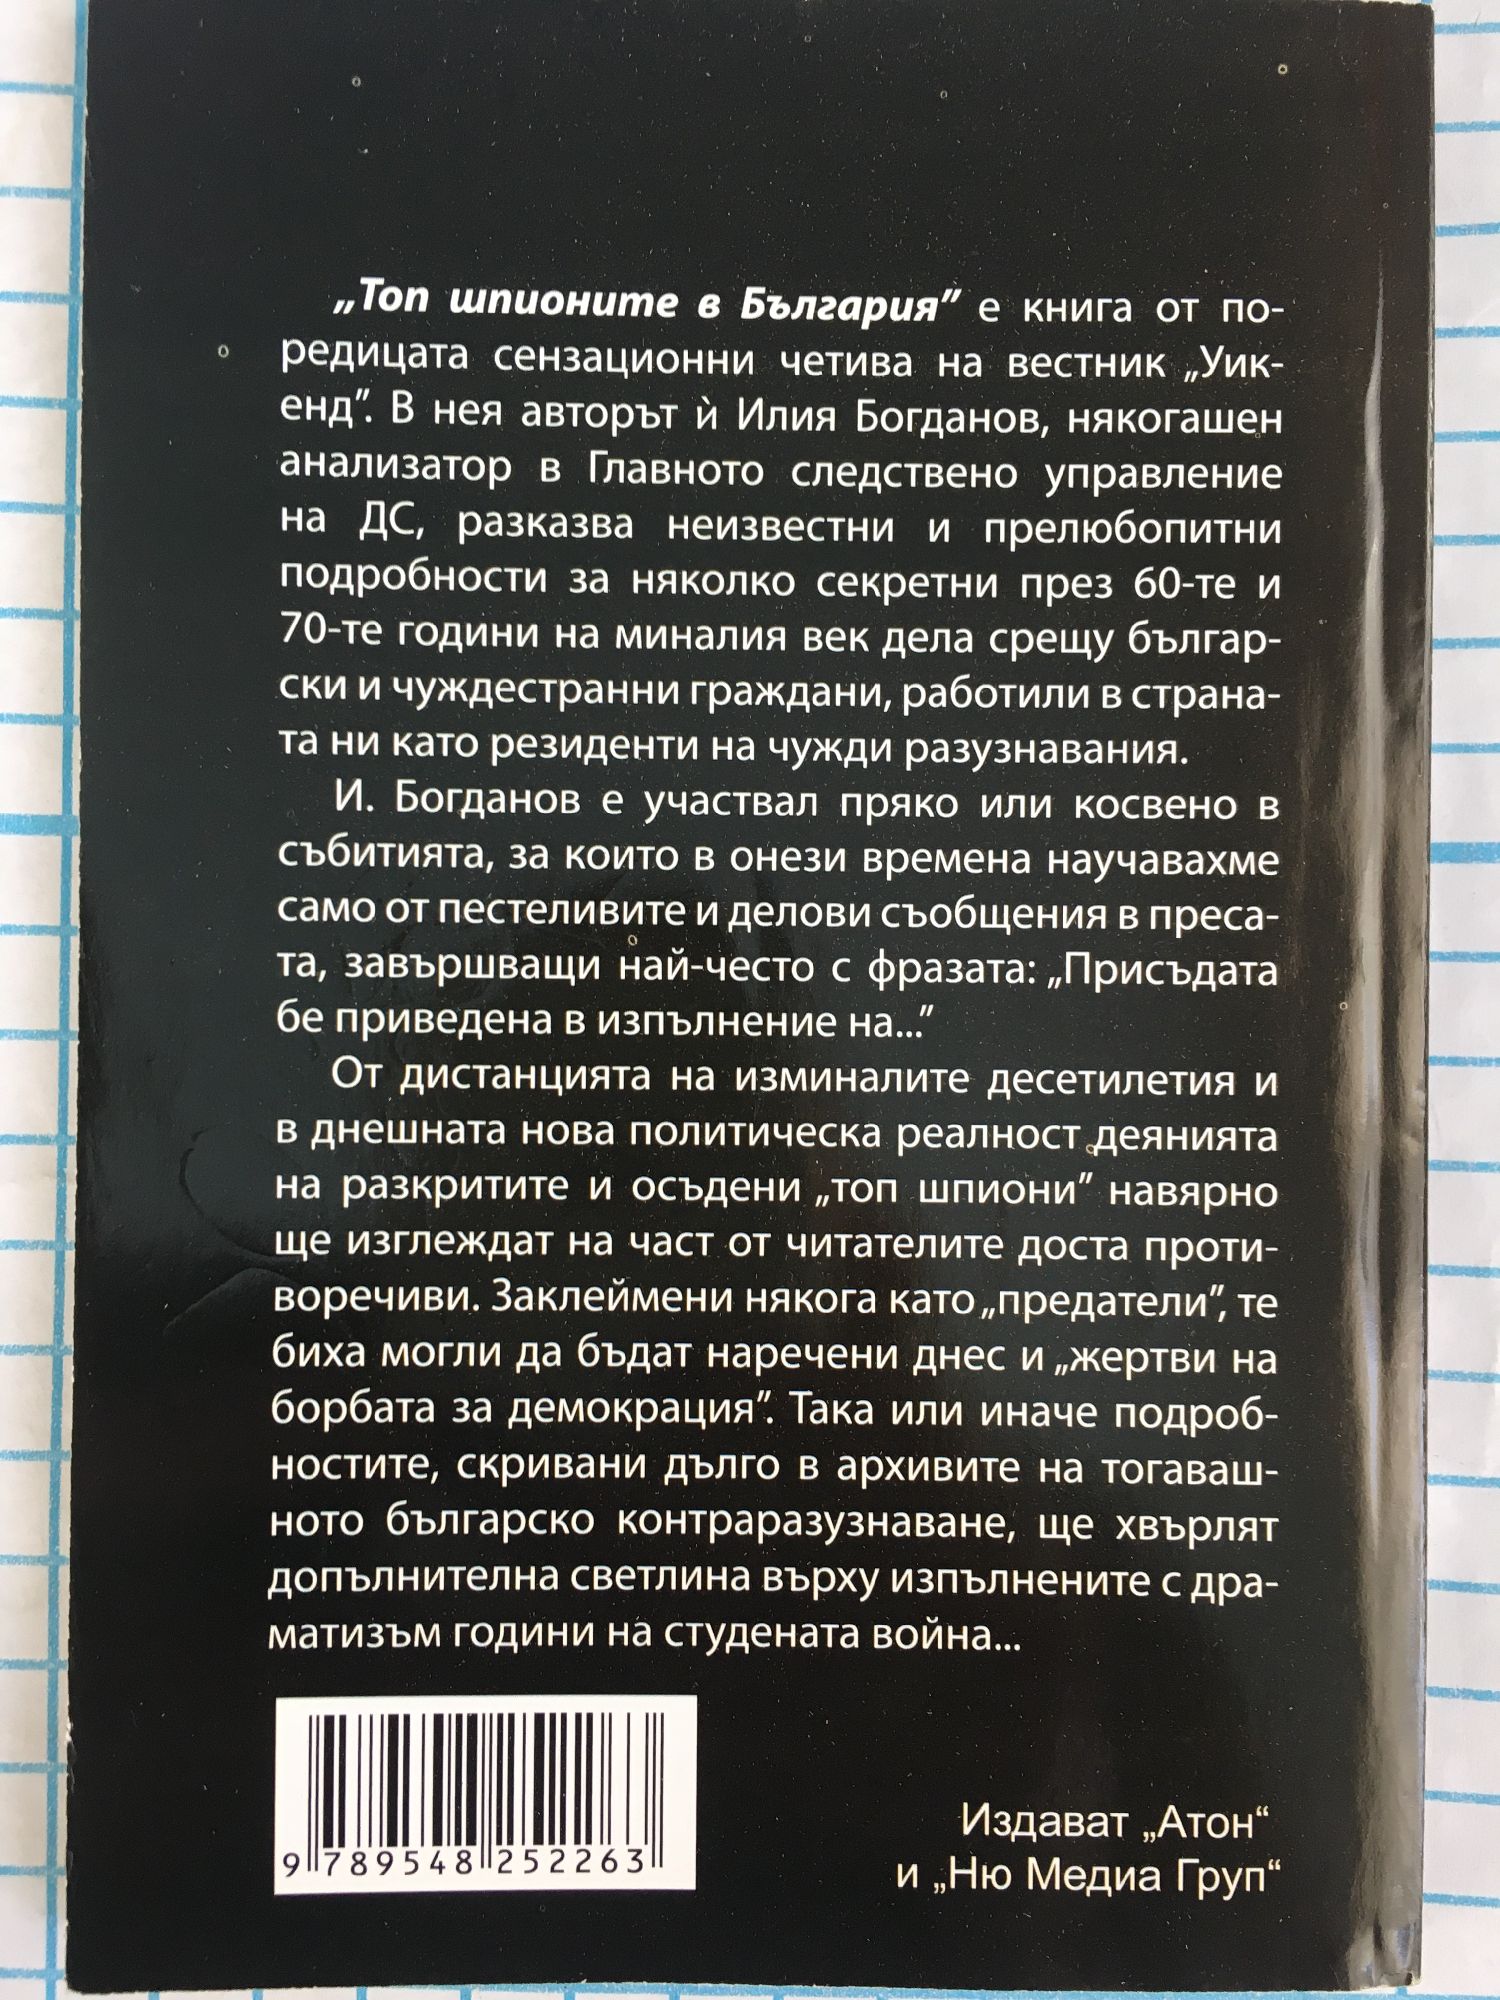 „Топ шпионите в България” е книга от по-
редицата сензационни четива на вестник „Уик-
енд”. В нея авторът ѝ Илия Богданов, някогашен
анализатор в Главното следствено управление
на ДС, разказва неизвестни и прелюбопитни
подробности за няколко секретни през 60-те и
70-те години на миналия век дела срещу българ-
ски и чуждестранни граждани, работили в страна-
та ни като резиденти на чужди разузнавания.
И. Богданов е участвал пряко или косвено в
събитията, за които в онези времена научавахме
само от пестеливите и делови съобщения в преса-
та, завършващи най-често с фразата: „Присъдата
бе приведена в изпълнение на...”
От дистанцията на изминалите десетилетия и
в днешната нова политическа реалност деянията
на разкритите и осъдени „топ шпиони” навярно
ще изглеждат на част от читателите доста проти-
воречиви. Заклеймени някога като „предатели”, те
биха могли да бъдат наречени днес и „жертви на
борбата за демокрация”. Така или иначе подроб-
ностите, скривани дълго в архивите на тогаваш-
ното българско контраразузнаване, ще хвърлят
допълнителна светлина върху изпълнените с дра-
матизъм години на студената война...
9 789548 252263
Издават „Атон“
и „Ню Медиа Груп“